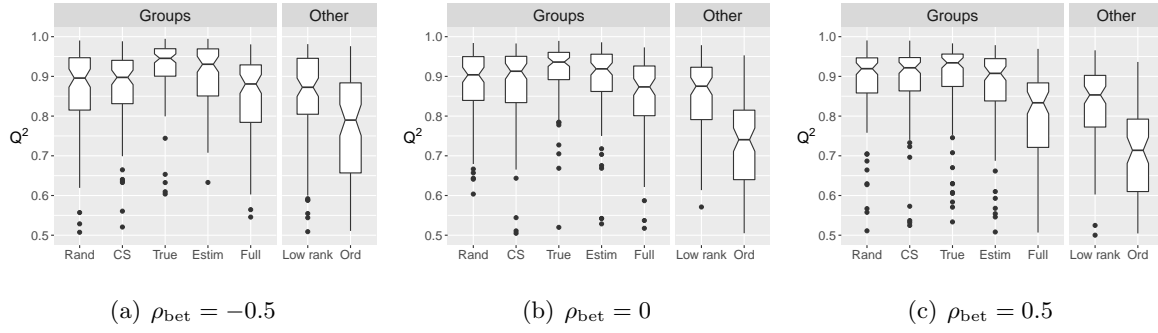 Groups Other
1.0
0.9
0.8
0.7
0.6
0.5
Q²
Rand CS True Estim Full Low rank Ord
(a) ρbet = −0.5
Groups Other
1.0
0.9
0.8
0.7
0.6
0.5
Q²
Rand CS True Estim Full Low rank Ord
(b) ρbet = 0
Groups Other
1.0
0.9
0.8
0.7
0.6
0.5
Q²
Rand CS True Estim Full Low rank Ord
(c) ρbet = 0.5